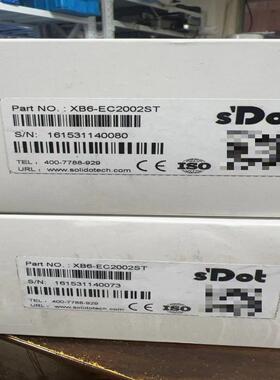 Part NO. : XB6-EC2002ST
s'Dot
S/N: 161531140080
TEL： 400-7788-929
URL： www.solidotech.com
CE ISO
Part NO. : XB6-EC2002ST
s'Dot
S/N: 161531140073
TEL： 400-7788-929
URL： www.solidotech.com
CE ISO